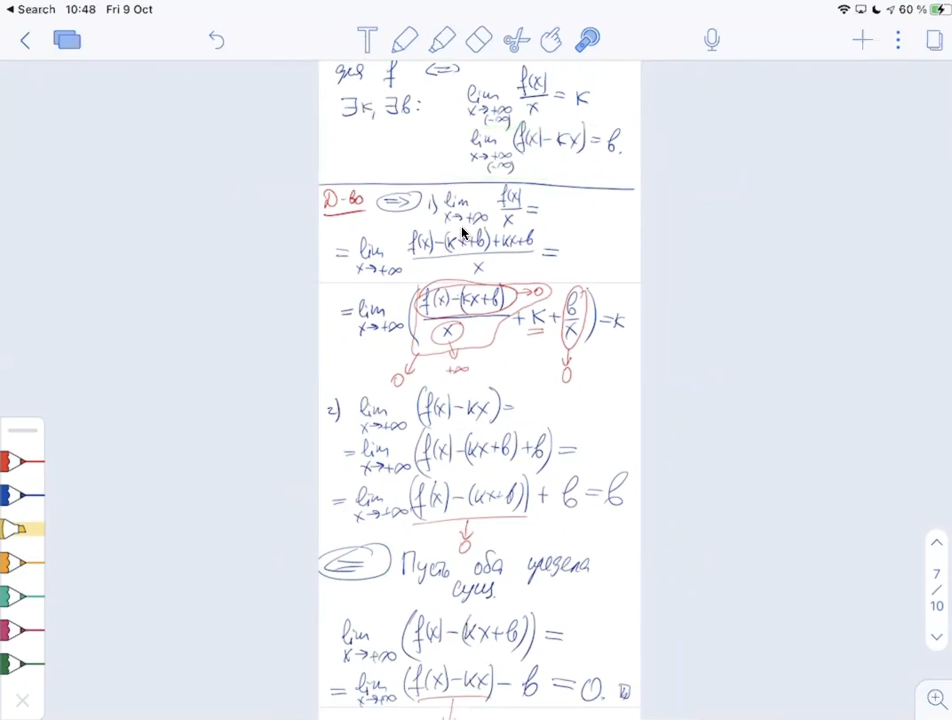 Search 10:48 Fri 9 Oct 60 %
для f ⟺
∃k, ∃b: lim x→+∞ (-∞) f(x)/x = k
lim x→+∞ (-∞) (f(x)-kx) = b.
Д-во ⟹ 1) lim x→+∞ f(x)/x =
= lim x→+∞ (f(x)-(kx+b)+kx+b)/x =
= lim x→+∞ ((f(x)-(kx+b))/x + k + b/x) = k
→0
0 +∞ 0
2) lim x→+∞ (f(x)-kx) =
= lim x→+∞ (f(x)-(kx+b)+b) =
= lim x→+∞ (f(x)-(kx+b)) + b = b
0
⟸ Пусть оба предела
сущ.
lim x→+∞ (f(x)-(kx+b)) =
= lim x→+∞ (f(x)-kx) - b = 0.
7
/
10